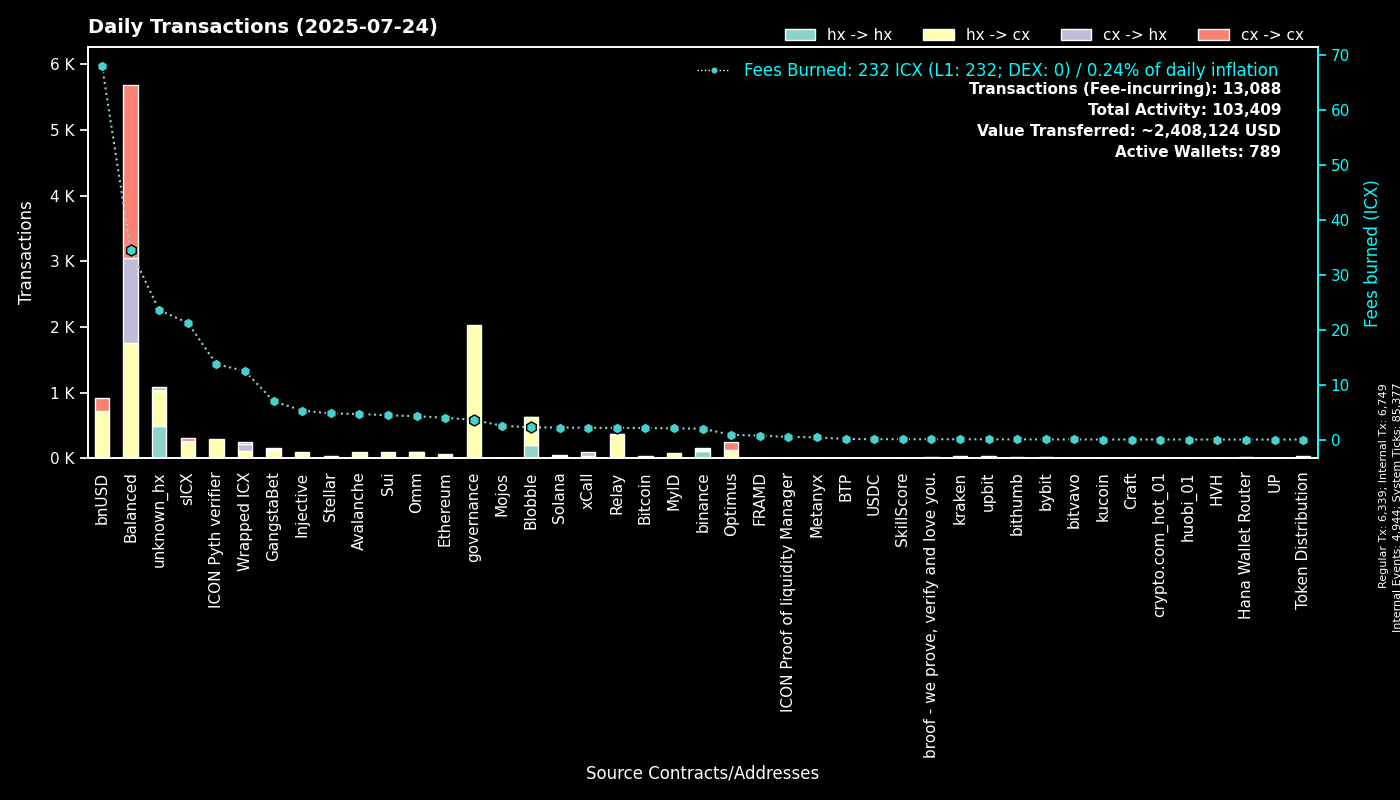 Daily Transactions (2025-07-24)
hx -> hx
hx -> cx
cx -> hx
cx -> cx
Fees Burned: 232 ICX (L1: 232; DEX: 0) / 0.24% of daily inflation
Transactions (Fee-incurring): 13,088
Total Activity: 103,409
Value Transferred: ~2,408,124 USD
Active Wallets: 789
Transactions
6 K
5 K
4 K
3 K
2 K
1 K
0 K
70
60
50
40
30
20
10
0
Fees burned (ICX)
Regular Tx: 6,339; Internal Tx: 6,749
Internal Events: 4,944; System Ticks: 85,377
bnUSD
Balanced
unknown_hx
sICX
ICON Pyth verifier
Wrapped ICX
GangstaBet
Injective
Stellar
Avalanche
Sui
Omm
Ethereum
governance
Mojos
Blobble
Solana
xCall
Relay
Bitcoin
MyID
binance
Optimus
FRAMD
ICON Proof of liquidity Manager
Metanyx
BTP
USDC
SkillScore
broof - we prove, verify and love you.
kraken
upbit
bithumb
bybit
bitvavo
kucoin
Craft
crypto.com_hot_01
huobi_01
HVH
Hana Wallet Router
UP
Token Distribution
Source Contracts/Addresses